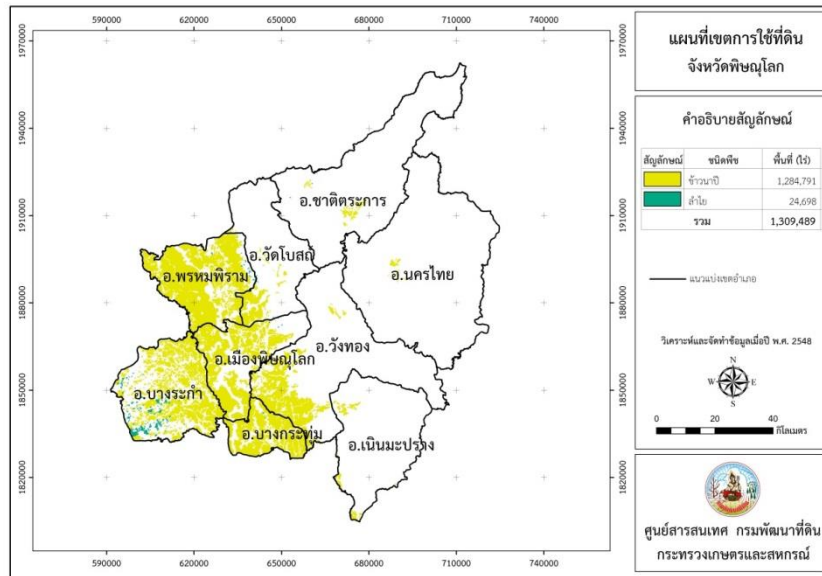 590000 620000 650000 680000 710000 740000
1970000 1970000
1940000 1940000
1910000 1910000
1880000 1880000
1850000 1850000
1820000 1820000
590000 620000 650000 680000 710000 740000
อ.ชาติตระการ
อ.วัดโบสถ์
อ.พรหมพิราม
อ.นครไทย
อ.วังทอง
อ.เมืองพิษณุโลก
อ.บางระกำ
อ.บางกระทุ่ม
อ.เนินมะปราง
แผนที่เขตการใช้ที่ดิน
จังหวัดพิษณุโลก
คำอธิบายสัญลักษณ์
สัญลักษณ์ ชนิดพืช พื้นที่ (ไร่)
ข้าวนาปี 1,284,791
ลำไย 24,698
รวม 1,309,489
แนวแบ่งเขตอำเภอ
วิเคราะห์และจัดทำข้อมูลเมื่อปี พ.ศ. 2548
N
W E
S
0 20 40
กิโลเมตร
ศูนย์สารสนเทศ กรมพัฒนาที่ดิน
กระทรวงเกษตรและสหกรณ์